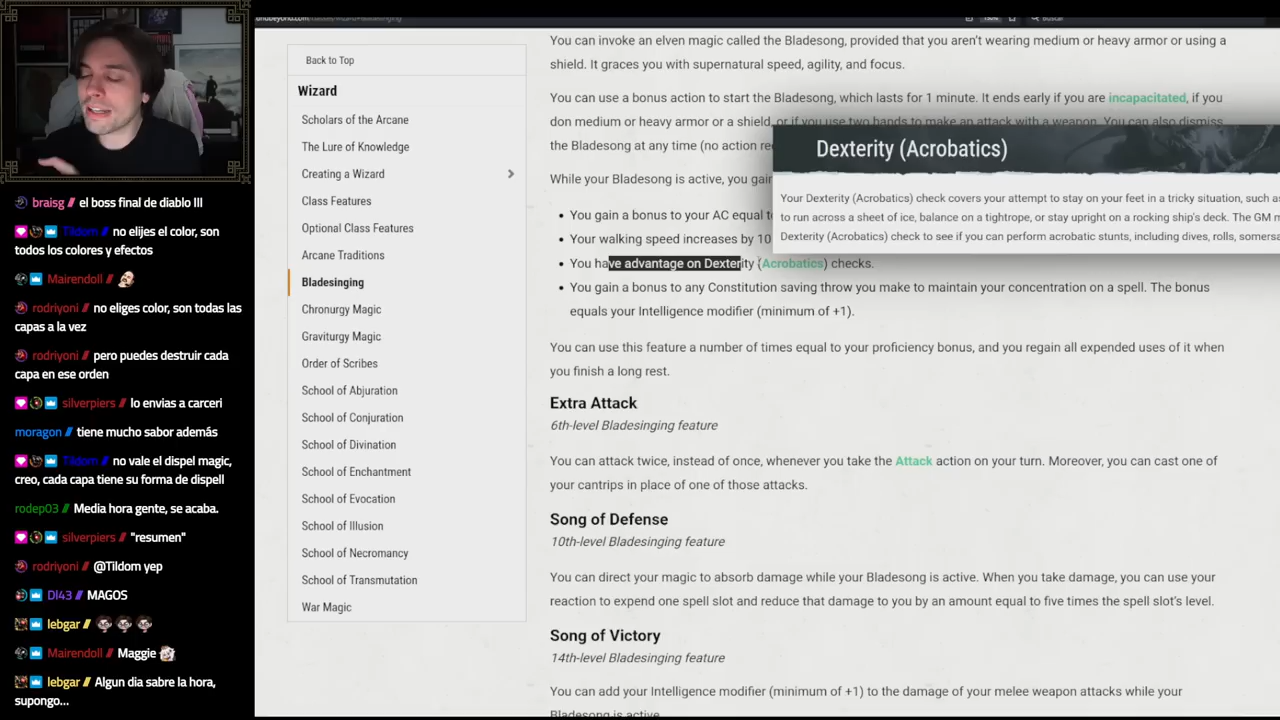 braisg // el boss final de diablo III
Tildom // no elijes el color, son
todos los colores y efectos
Mairendoll //
rodriyoni // no eliges color, son todas las
capas a la vez
rodriyoni // pero puedes destruir cada
capa en ese orden
silverpiers // lo envias a carceri
moragon // tiene mucho sabor además
Tildom // no vale el dispel magic,
creo, cada capa tiene su forma de dispell
rodep03 // Media hora gente, se acaba.
silverpiers // "resumen"
rodriyoni // @Tildom yep
Dl43 // MAGOS
lebgar //
Mairendoll // Maggie
lebgar // Algun dia sabre la hora,
supongo...
Back to Top
Wizard
Scholars of the Arcane
The Lure of Knowledge
Creating a Wizard
Class Features
Optional Class Features
Arcane Traditions
Bladesinging
Chronurgy Magic
Graviturgy Magic
Order of Scribes
School of Abjuration
School of Conjuration
School of Divination
School of Enchantment
School of Evocation
School of Illusion
School of Necromancy
School of Transmutation
War Magic
You can invoke an elven magic called the Bladesong, provided that you aren't wearing medium or heavy armor or using a
shield. It graces you with supernatural speed, agility, and focus.
You can use a bonus action to start the Bladesong, which lasts for 1 minute. It ends early if you are incapacitated, if you
don medium or heavy armor or a shield, or if you use two hands to make an attack with a weapon. You can also dismiss
the Bladesong at any time (no action re
While your Bladesong is active, you gain
• You gain a bonus to your AC equal t
• Your walking speed increases by 10
• You have advantage on Dexterity (Acrobatics) checks.
• You gain a bonus to any Constitution saving throw you make to maintain your concentration on a spell. The bonus
equals your Intelligence modifier (minimum of +1).
You can use this feature a number of times equal to your proficiency bonus, and you regain all expended uses of it when
you finish a long rest.
Extra Attack
6th-level Bladesinging feature
You can attack twice, instead of once, whenever you take the Attack action on your turn. Moreover, you can cast one of
your cantrips in place of one of those attacks.
Song of Defense
10th-level Bladesinging feature
You can direct your magic to absorb damage while your Bladesong is active. When you take damage, you can use your
reaction to expend one spell slot and reduce that damage to you by an amount equal to five times the spell slot's level.
Song of Victory
14th-level Bladesinging feature
You can add your Intelligence modifier (minimum of +1) to the damage of your melee weapon attacks while your
Bladesong is active.
Dexterity (Acrobatics)
Your Dexterity (Acrobatics) check covers your attempt to stay on your feet in a tricky situation, such as
to run across a sheet of ice, balance on a tightrope, or stay upright on a rocking ship's deck. The GM m
Dexterity (Acrobatics) check to see if you can perform acrobatic stunts, including dives, rolls, somersa